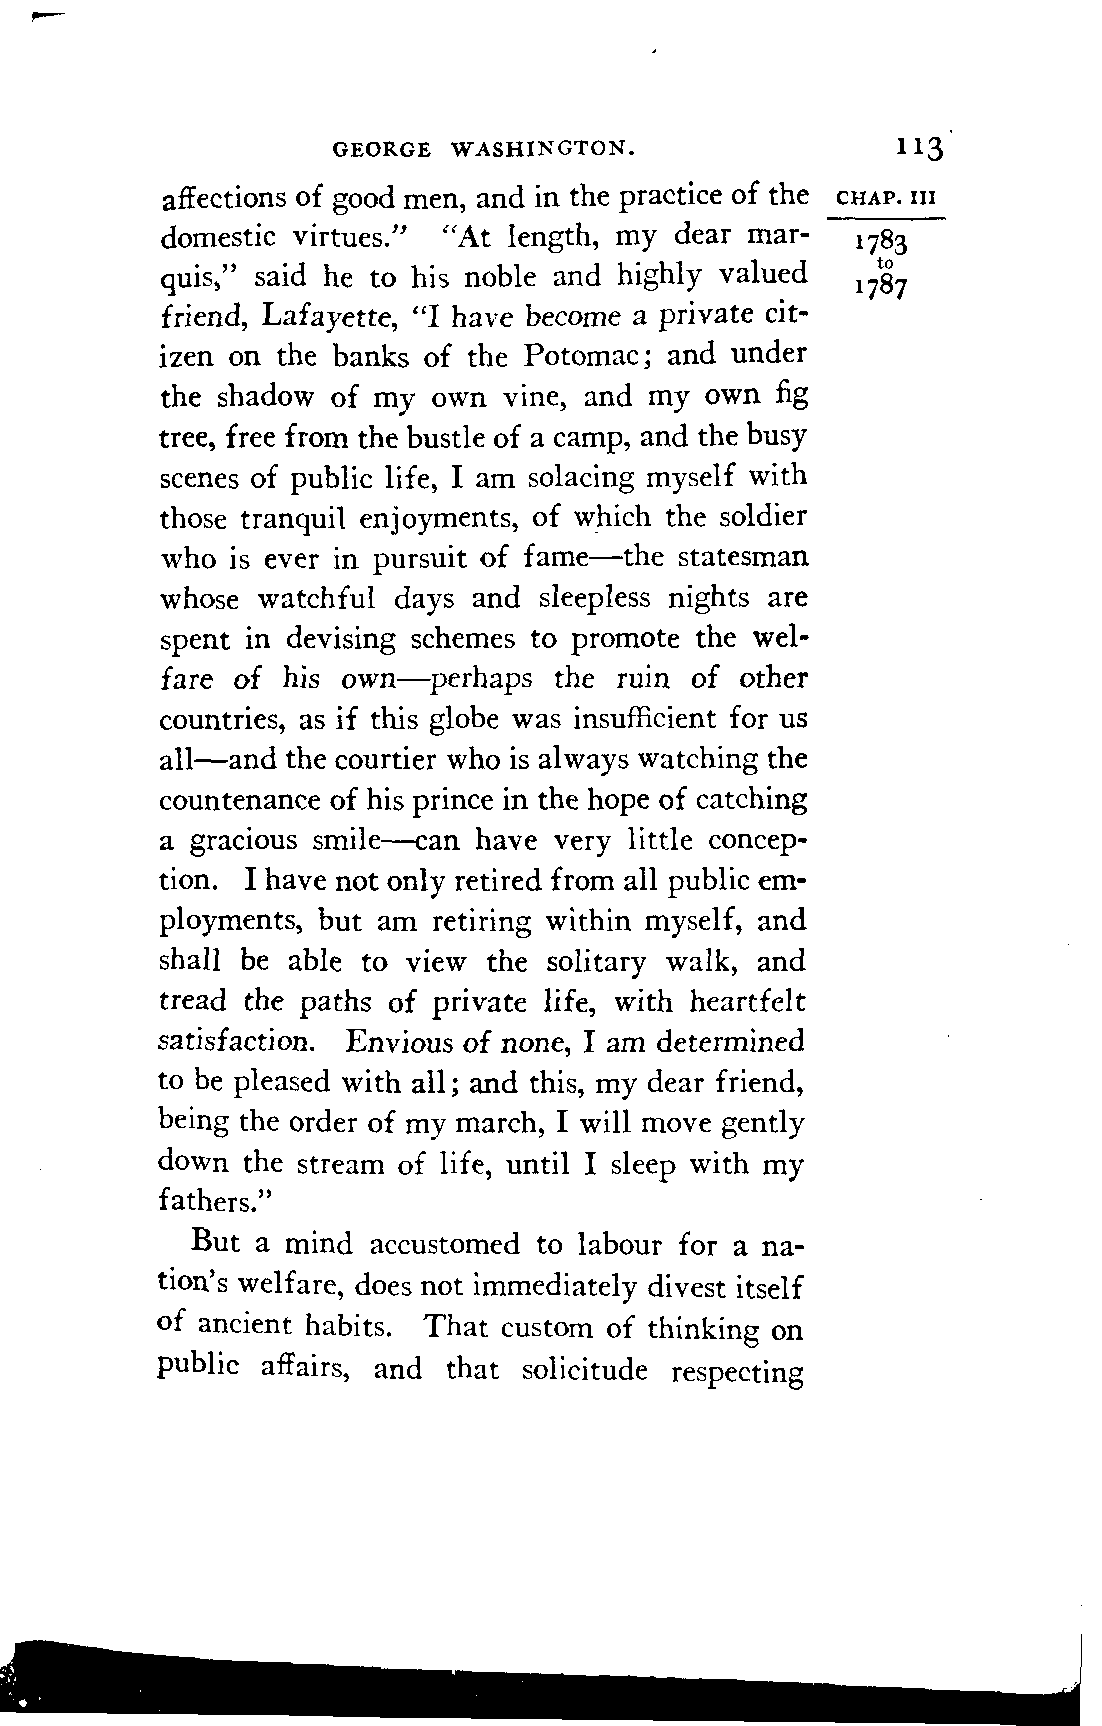 GEORGE WASHINGTON. 113
affections of good men, and in the practice of the CHAP. III
domestic virtues." "At length, my dear mar- 1783
quis," said he to his noble and highly valued to 1787
friend, Lafayette, "I have become a private cit-
izen on the banks of the Potomac; and under
the shadow of my own vine, and my own fig
tree, free from the bustle of a camp, and the busy
scenes of public life, I am solacing myself with
those tranquil enjoyments, of which the soldier
who is ever in pursuit of fame—the statesman
whose watchful days and sleepless nights are
spent in devising schemes to promote the wel-
fare of his own—perhaps the ruin of other
countries, as if this globe was insufficient for us
all—and the courtier who is always watching the
countenance of his prince in the hope of catching
a gracious smile—can have very little concep-
tion. I have not only retired from all public em-
ployments, but am retiring within myself, and
shall be able to view the solitary walk, and
tread the paths of private life, with heartfelt
satisfaction. Envious of none, I am determined
to be pleased with all; and this, my dear friend,
being the order of my march, I will move gently
down the stream of life, until I sleep with my
fathers."
But a mind accustomed to labour for a na-
tion's welfare, does not immediately divest itself
of ancient habits. That custom of thinking on
public affairs, and that solicitude respecting